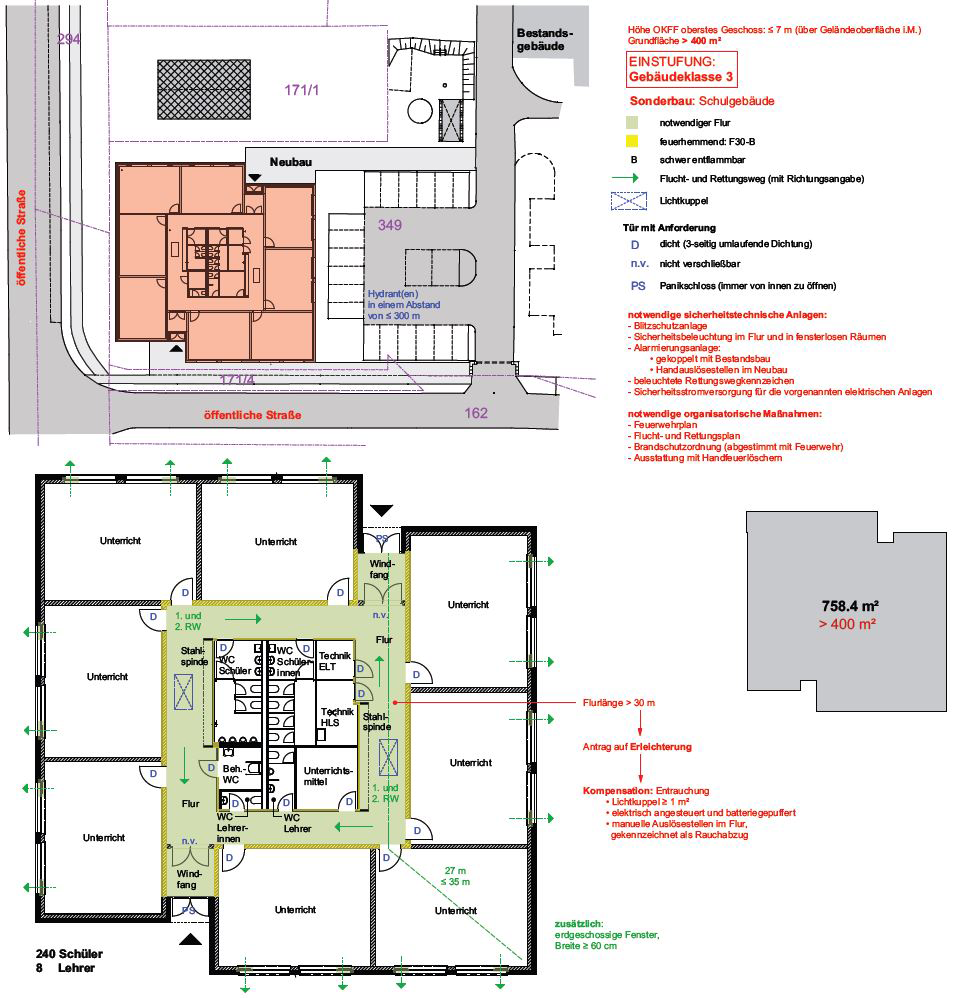 294
171/1
Bestands-
gebäude
Neubau
öffentliche Straße
349
Hydrant(en)
in einem Abstand
von ≤ 300 m
171/4
öffentliche Straße
162
Höhe OKFF oberstes Geschoss: ≤ 7 m (über Geländeoberfläche i.M.)
Grundfläche > 400 m²
EINSTUFUNG:
Gebäudeklasse 3
Sonderbau: Schulgebäude
notwendiger Flur
feuerhemmend: F30-B
B schwer entflammbar
Flucht- und Rettungsweg (mit Richtungsangabe)
Lichtkuppel
Tür mit Anforderung
D dicht (3-seitig umlaufende Dichtung)
n.v. nicht verschließbar
PS Panikschloss (immer von innen zu öffnen)
notwendige sicherheitstechnische Anlagen:
- Blitzschutzanlage
- Sicherheitsbeleuchtung im Flur und in fensterlosen Räumen
- Alarmierungsanlage:
• gekoppelt mit Bestandsbau
• Handauslösestellen im Neubau
- beleuchtete Rettungswegkennzeichen
- Sicherheitsstromversorgung für die vorgenannten elektrischen Anlagen
notwendige organisatorische Maßnahmen:
- Feuerwehrplan
- Flucht- und Rettungsplan
- Brandschutzordnung (abgestimmt mit Feuerwehr)
- Ausstattung mit Handfeuerlöschern
Unterricht
Unterricht
PS
Wind-
fang
n.v.
D
D
D
1. und
2. RW
Flur
Unterricht
Stahl-
spinde
D
WC
Schüler
WC
Schüler-
innen
D
Technik
ELT
D
D
D
Unterricht
Technik
HLS
Stahl-
spinde
Unterricht
D
D
Beh.-
WC
Unterrichts-
mittel
1. und
2. RW
Flur
D
D
D
WC
Lehrer-
innen
WC
Lehrer
D
n.v.
Unterricht
Wind-
fang
D
D
PS
Unterricht
Unterricht
27 m
≤ 35 m
240 Schüler
8 Lehrer
zusätzlich:
erdgeschossige Fenster,
Breite ≥ 60 cm
Flurlänge > 30 m
Antrag auf Erleichterung
Kompensation: Entrauchung
• Lichtkuppel ≥ 1 m²
• elektrisch angesteuert und batteriegepuffert
• manuelle Auslösestellen im Flur,
gekennzeichnet als Rauchabzug
758.4 m²
> 400 m²